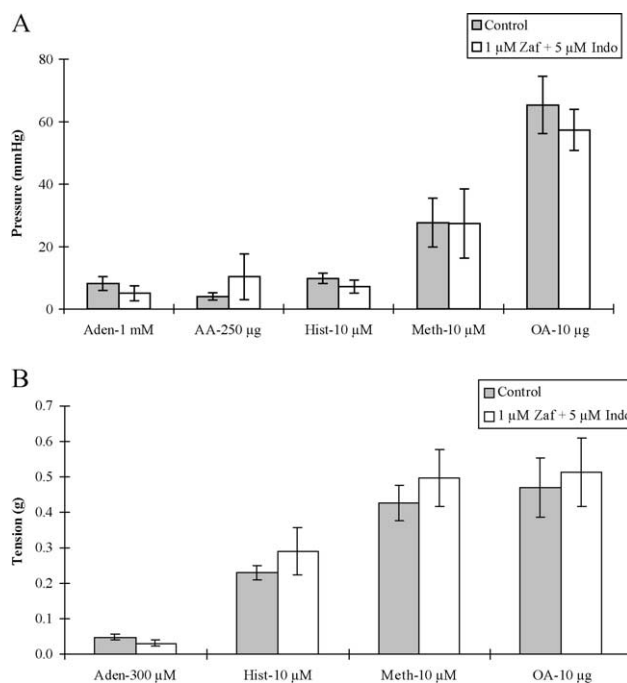 A
Control
1 µM Zaf + 5 µM Indo
80
60
40
20
0
Pressure (mmHg)
Aden-1 mM
AA-250 µg
Hist-10 µM
Meth-10 µM
OA-10 µg
B
Control
1 µM Zaf + 5 µM Indo
0.7
0.6
0.5
0.4
0.3
0.2
0.1
0.0
Tension (g)
Aden-300 µM
Hist-10 µM
Meth-10 µM
OA-10 µg